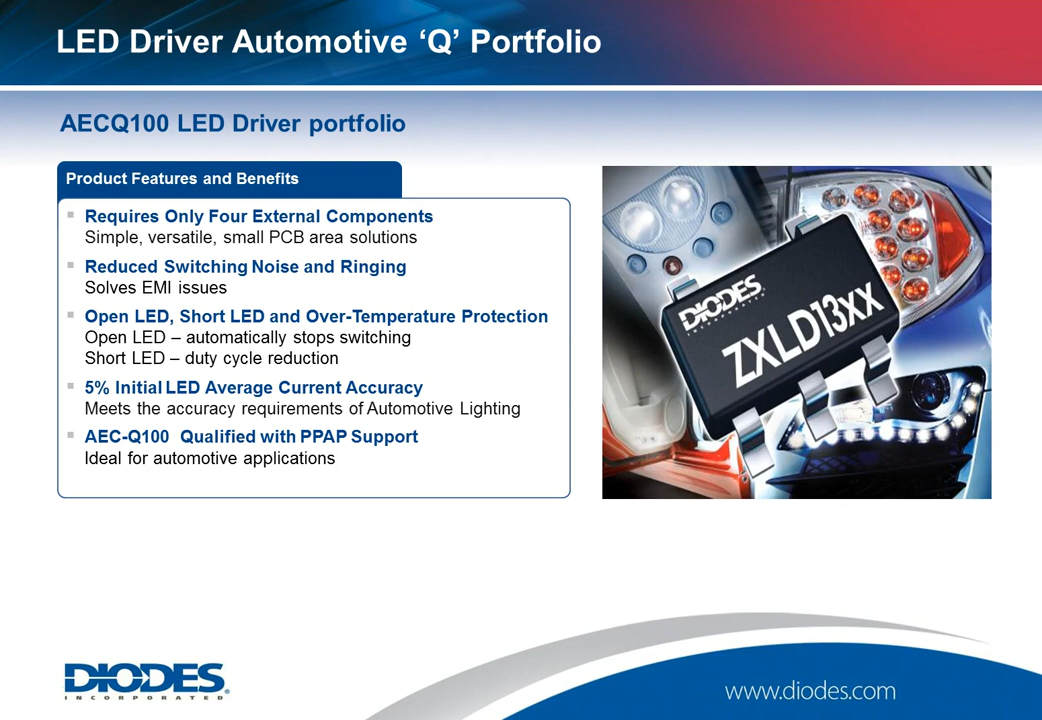 LED Driver Automotive ‘Q’ Portfolio
AECQ100 LED Driver portfolio
Product Features and Benefits
Requires Only Four External Components
Simple, versatile, small PCB area solutions
Reduced Switching Noise and Ringing
Solves EMI issues
Open LED, Short LED and Over-Temperature Protection
Open LED – automatically stops switching
Short LED – duty cycle reduction
5% Initial LED Average Current Accuracy
Meets the accuracy requirements of Automotive Lighting
AEC-Q100 Qualified with PPAP Support
Ideal for automotive applications
DIODES
INCORPORATED
ZXLD13xx
DIODES
INCORPORATED®
www.diodes.com